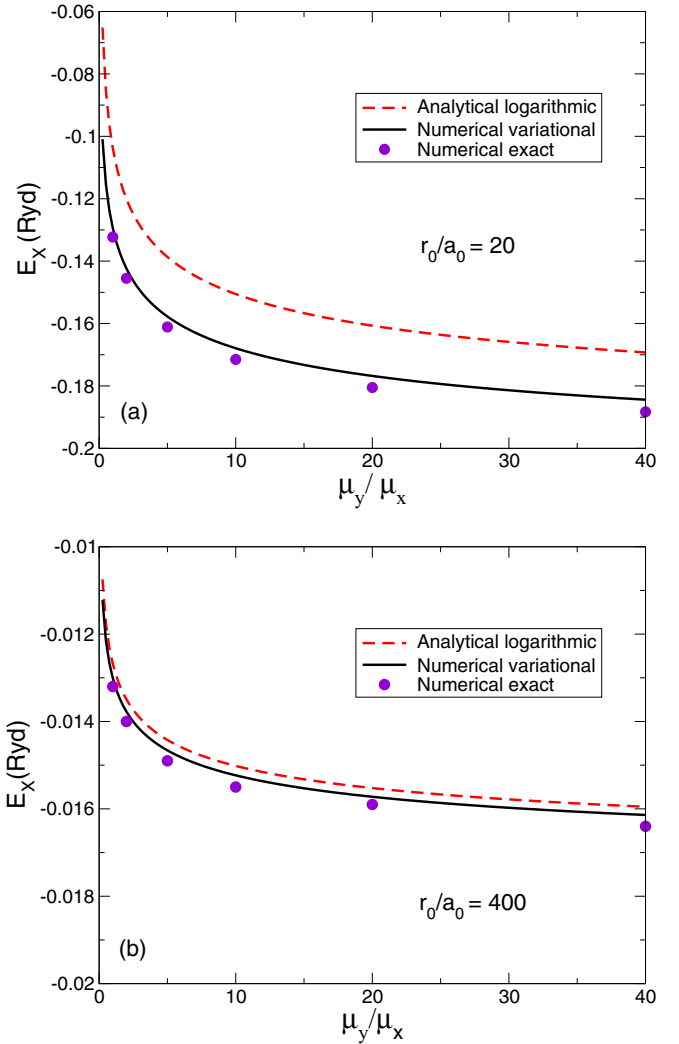 -0.06
-0.08
-0.1
-0.12
-0.14
-0.16
-0.18
-0.2
E_X (Ryd)
Analytical logarithmic
Numerical variational
Numerical exact
r_0/a_0 = 20
(a)
0 10 20 30 40
μ_y/ μ_x
-0.01
-0.012
-0.014
-0.016
-0.018
-0.02
E_X(Ryd)
Analytical logarithmic
Numerical variational
Numerical exact
r_0/a_0 = 400
(b)
0 10 20 30 40
μ_y/μ_x